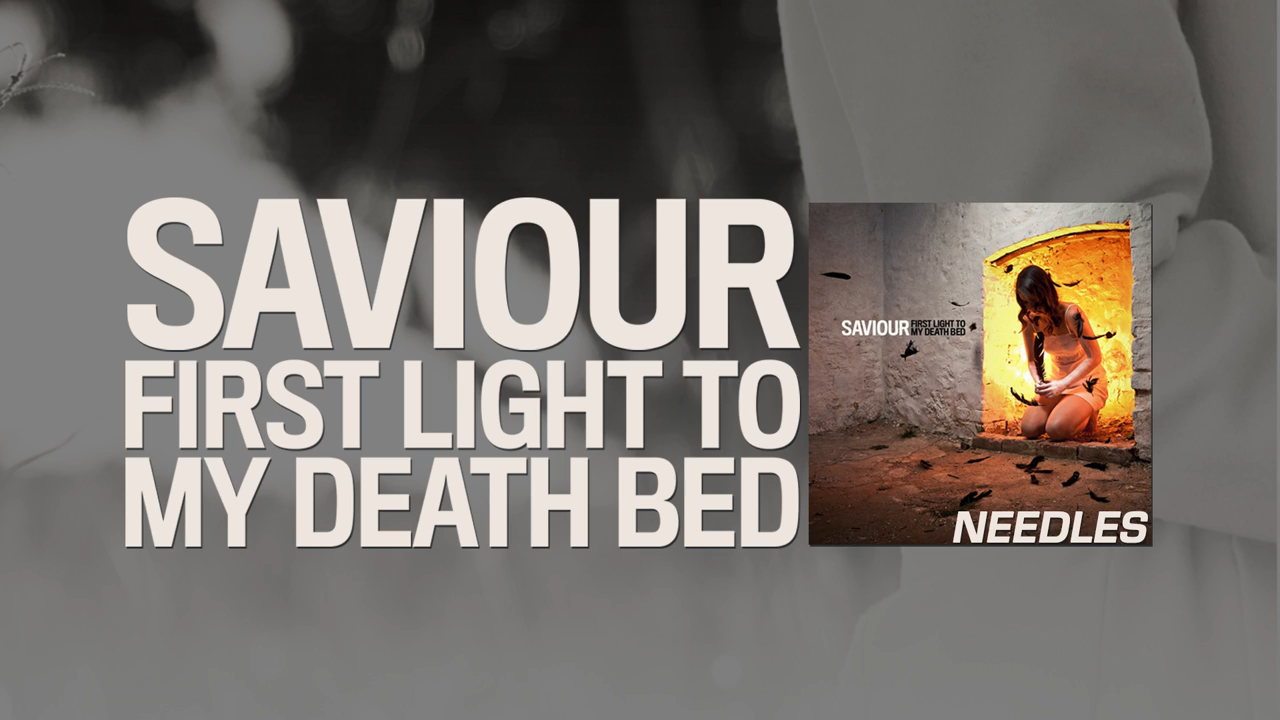 SAVIOUR
FIRST LIGHT TO
MY DEATH BED
SAVIOUR FIRST LIGHT TO
MY DEATH BED
NEEDLES